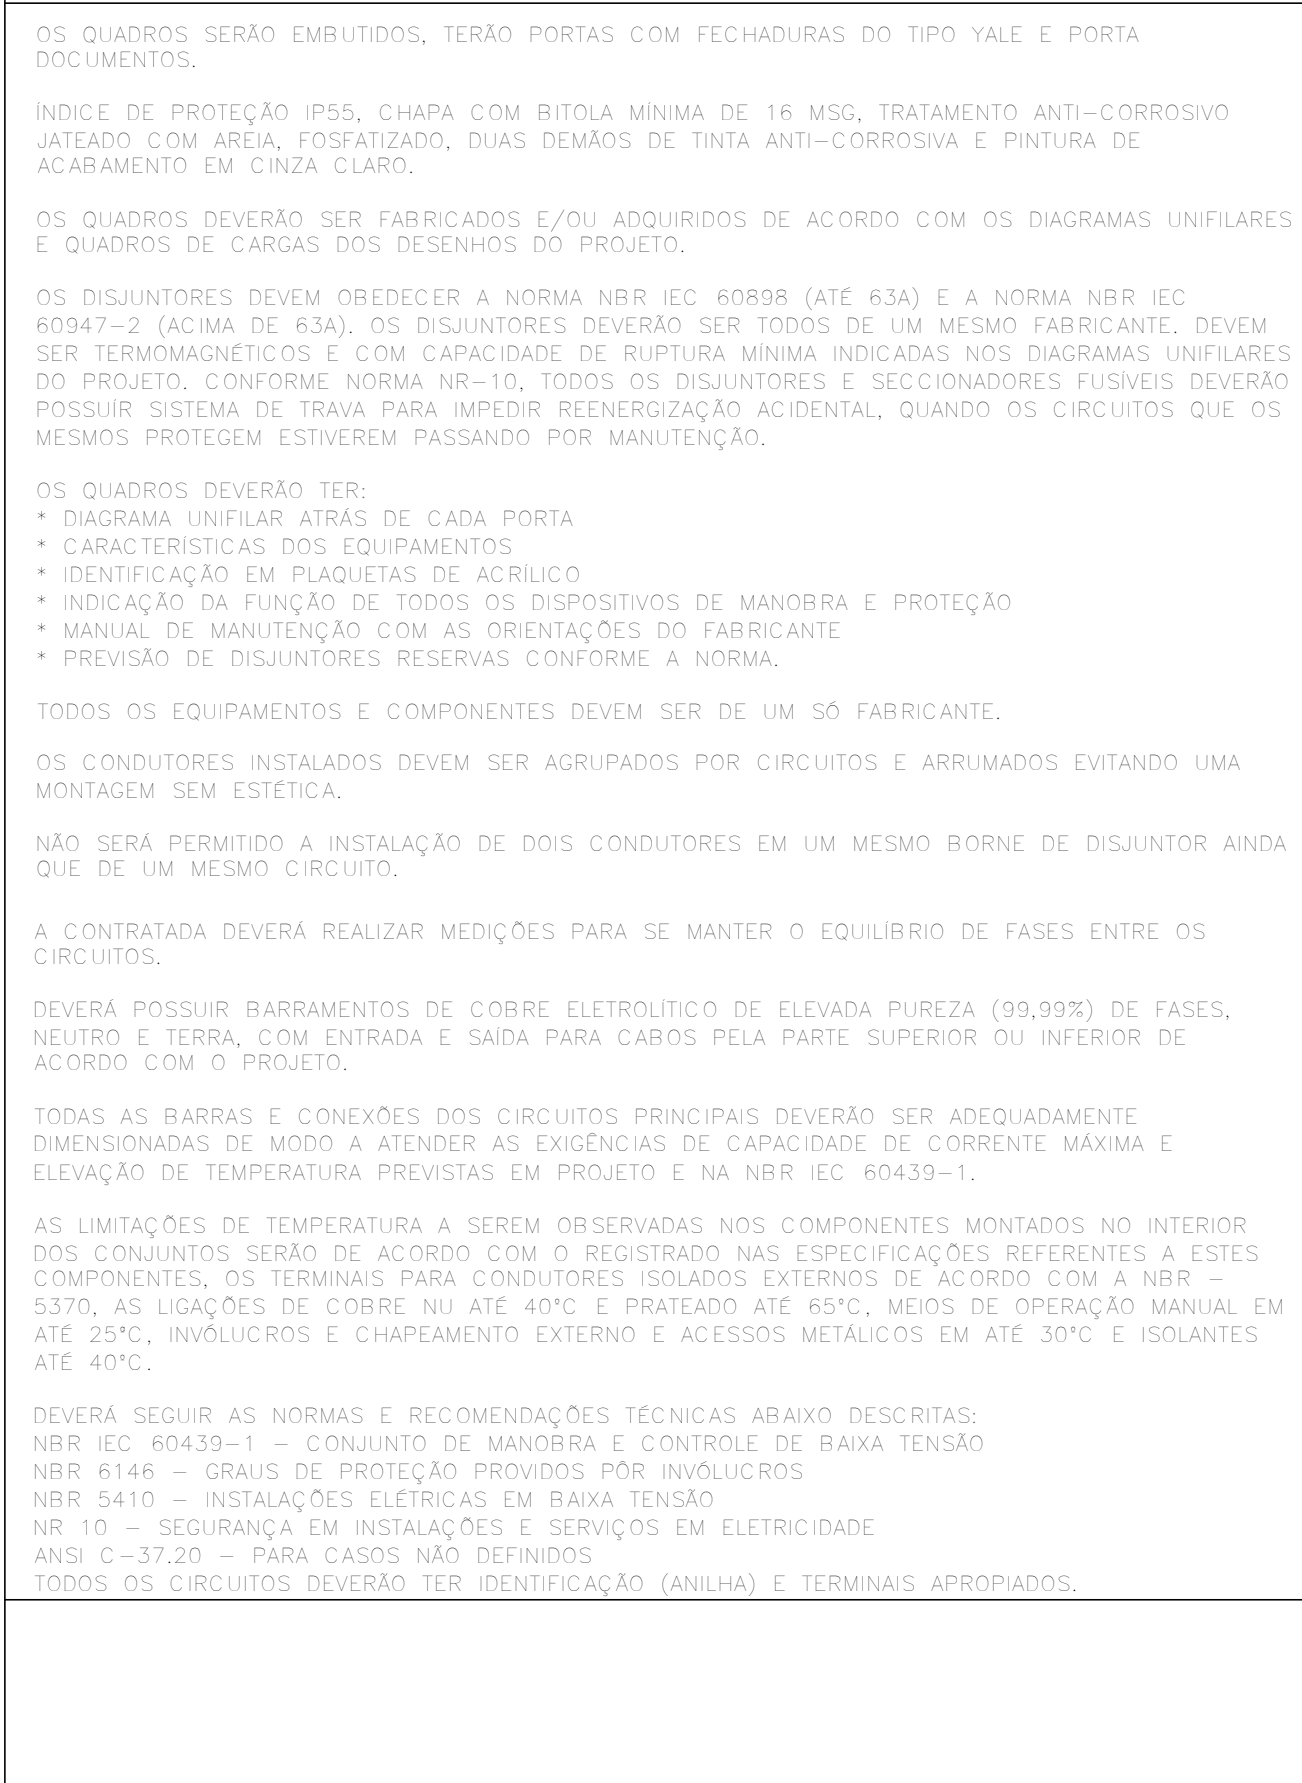 OS QUADROS SERÃO EMBUTIDOS, TERÃO PORTAS COM FECHADURAS DO TIPO YALE E PORTA
DOCUMENTOS.
ÍNDICE DE PROTEÇÃO IP55, CHAPA COM BITOLA MÍNIMA DE 16 MSG, TRATAMENTO ANTI-CORROSIVO
JATEADO COM AREIA, FOSFATIZADO, DUAS DEMÃOS DE TINTA ANTI-CORROSIVA E PINTURA DE
ACABAMENTO EM CINZA CLARO.
OS QUADROS DEVERÃO SER FABRICADOS E/OU ADQUIRIDOS DE ACORDO COM OS DIAGRAMAS UNIFILARES
E QUADROS DE CARGAS DOS DESENHOS DO PROJETO.
OS DISJUNTORES DEVEM OBEDECER A NORMA NBR IEC 60898 (ATÉ 63A) E A NORMA NBR IEC
60947-2 (ACIMA DE 63A). OS DISJUNTORES DEVERÃO SER TODOS DE UM MESMO FABRICANTE. DEVEM
SER TERMOMAGNÉTICOS E COM CAPACIDADE DE RUPTURA MÍNIMA INDICADAS NOS DIAGRAMAS UNIFILARES
DO PROJETO. CONFORME NORMA NR-10, TODOS OS DISJUNTORES E SECCIONADORES FUSÍVEIS DEVERÃO
POSSUÍR SISTEMA DE TRAVA PARA IMPEDIR REENERGIZAÇÃO ACIDENTAL, QUANDO OS CIRCUITOS QUE OS
MESMOS PROTEGEM ESTIVEREM PASSANDO POR MANUTENÇÃO.
OS QUADROS DEVERÃO TER:
* DIAGRAMA UNIFILAR ATRÁS DE CADA PORTA
* CARACTERÍSTICAS DOS EQUIPAMENTOS
* IDENTIFICAÇÃO EM PLAQUETAS DE ACRÍLICO
* INDICAÇÃO DA FUNÇÃO DE TODOS OS DISPOSITIVOS DE MANOBRA E PROTEÇÃO
* MANUAL DE MANUTENÇÃO COM AS ORIENTAÇÕES DO FABRICANTE
* PREVISÃO DE DISJUNTORES RESERVAS CONFORME A NORMA.
TODOS OS EQUIPAMENTOS E COMPONENTES DEVEM SER DE UM SÓ FABRICANTE.
OS CONDUTORES INSTALADOS DEVEM SER AGRUPADOS POR CIRCUITOS E ARRUMADOS EVITANDO UMA
MONTAGEM SEM ESTÉTICA.
NÃO SERÁ PERMITIDO A INSTALAÇÃO DE DOIS CONDUTORES EM UM MESMO BORNE DE DISJUNTOR AINDA
QUE DE UM MESMO CIRCUITO.
A CONTRATADA DEVERÁ REALIZAR MEDIÇÕES PARA SE MANTER O EQUILÍBRIO DE FASES ENTRE OS
CIRCUITOS.
DEVERÁ POSSUIR BARRAMENTOS DE COBRE ELETROLÍTICO DE ELEVADA PUREZA (99,99%) DE FASES,
NEUTRO E TERRA, COM ENTRADA E SAÍDA PARA CABOS PELA PARTE SUPERIOR OU INFERIOR DE
ACORDO COM O PROJETO.
TODAS AS BARRAS E CONEXÕES DOS CIRCUITOS PRINCIPAIS DEVERÃO SER ADEQUADAMENTE
DIMENSIONADAS DE MODO A ATENDER AS EXIGÊNCIAS DE CAPACIDADE DE CORRENTE MÁXIMA E
ELEVAÇÃO DE TEMPERATURA PREVISTAS EM PROJETO E NA NBR IEC 60439-1.
AS LIMITAÇÕES DE TEMPERATURA A SEREM OBSERVADAS NOS COMPONENTES MONTADOS NO INTERIOR
DOS CONJUNTOS SERÃO DE ACORDO COM O REGISTRADO NAS ESPECIFICAÇÕES REFERENTES A ESTES
COMPONENTES, OS TERMINAIS PARA CONDUTORES ISOLADOS EXTERNOS DE ACORDO COM A NBR -
5370, AS LIGAÇÕES DE COBRE NU ATÉ 40°C E PRATEADO ATÉ 65°C, MEIOS DE OPERAÇÃO MANUAL EM
ATÉ 25°C, INVÓLUCROS E CHAPEAMENTO EXTERNO E ACESSOS METÁLICOS EM ATÉ 30°C E ISOLANTES
ATÉ 40°C.
DEVERÁ SEGUIR AS NORMAS E RECOMENDAÇÕES TÉCNICAS ABAIXO DESCRITAS:
NBR IEC 60439-1 - CONJUNTO DE MANOBRA E CONTROLE DE BAIXA TENSÃO
NBR 6146 - GRAUS DE PROTEÇÃO PROVIDOS PÔR INVÓLUCROS
NBR 5410 - INSTALAÇÕES ELÉTRICAS EM BAIXA TENSÃO
NR 10 - SEGURANÇA EM INSTALAÇÕES E SERVIÇOS EM ELETRICIDADE
ANSI C-37.20 - PARA CASOS NÃO DEFINIDOS
TODOS OS CIRCUITOS DEVERÃO TER IDENTIFICAÇÃO (ANILHA) E TERMINAIS APROPIADOS.